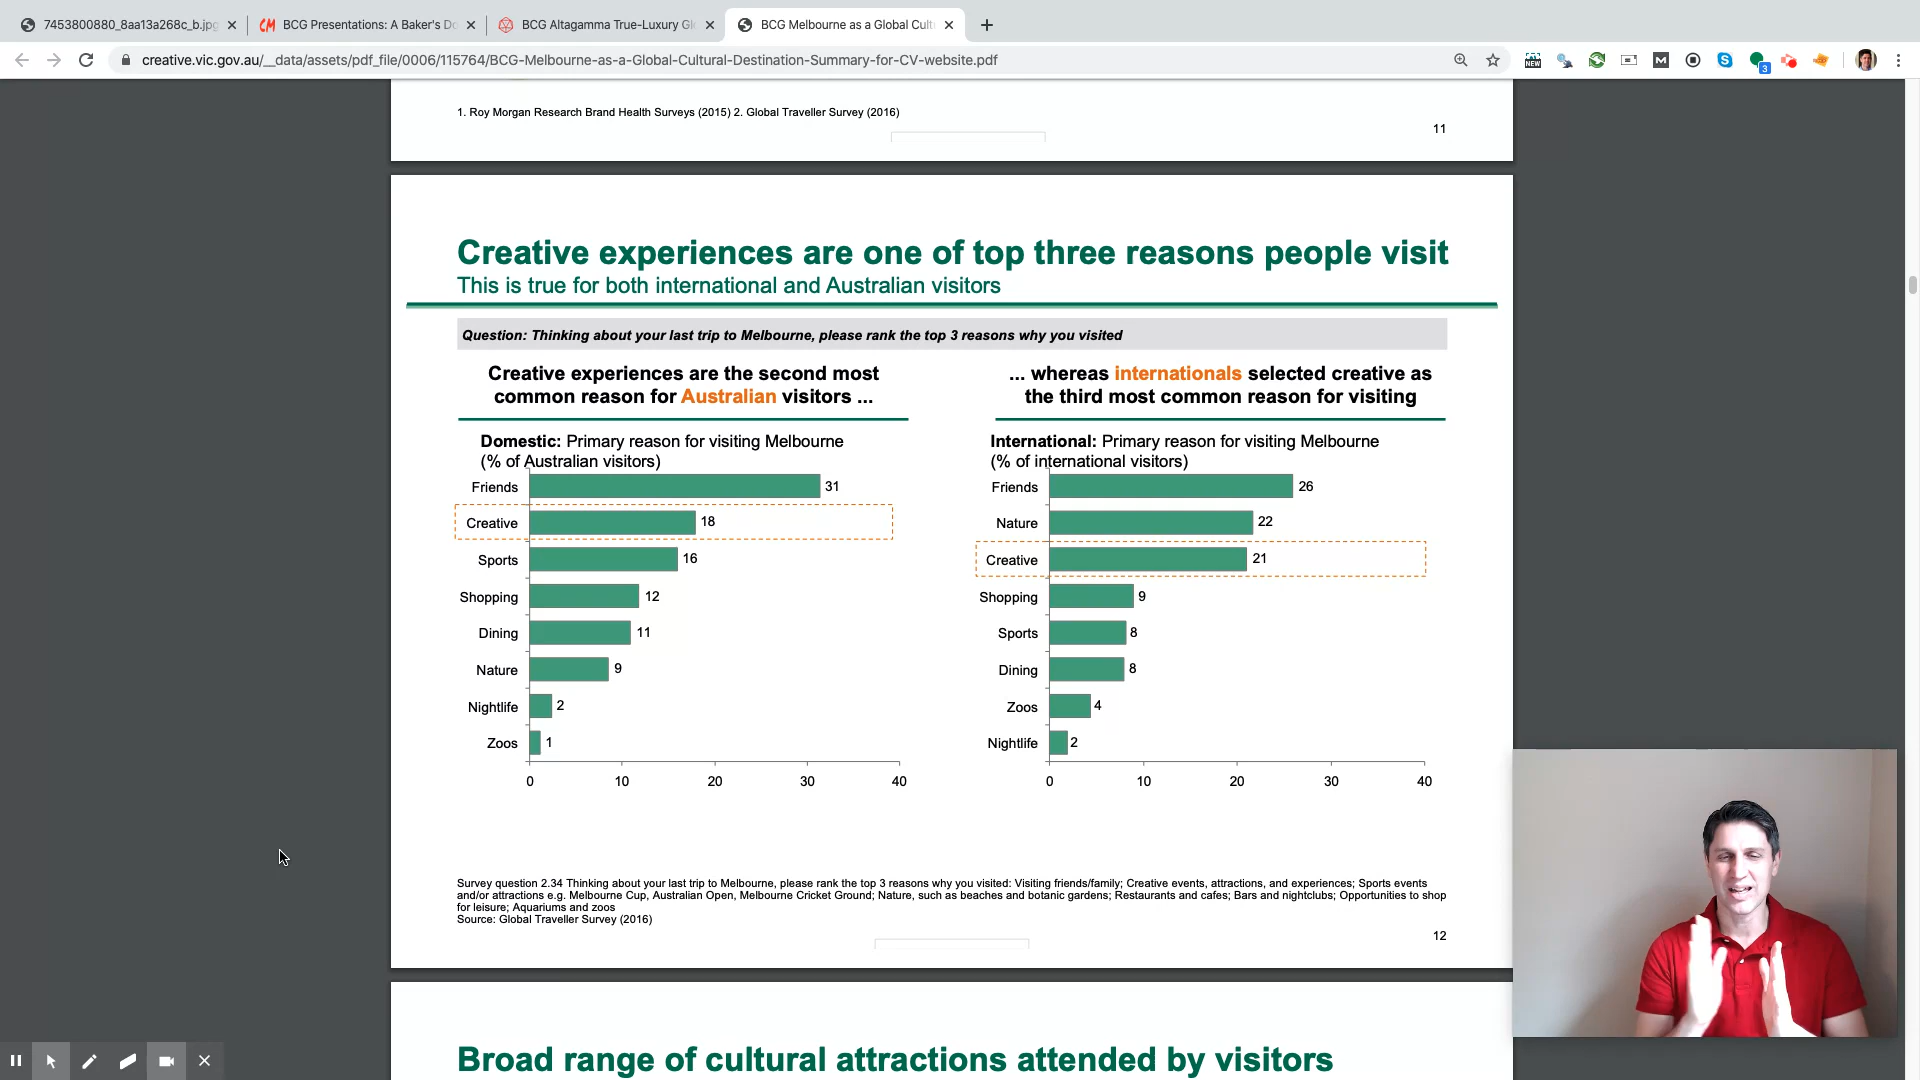 7453800880_8aa13a268c_b.jpg
BCG Presentations: A Baker's Do
BCG Altagamma True-Luxury Gl
BCG Melbourne as a Global Cult
creative.vic.gov.au/__data/assets/pdf_file/0006/115764/BCG-Melbourne-as-a-Global-Cultural-Destination-Summary-for-CV-website.pdf
NEW
3
1. Roy Morgan Research Brand Health Surveys (2015) 2. Global Traveller Survey (2016)
11
Creative experiences are one of top three reasons people visit
This is true for both international and Australian visitors
Question: Thinking about your last trip to Melbourne, please rank the top 3 reasons why you visited
Creative experiences are the second most
common reason for Australian visitors ...
Domestic: Primary reason for visiting Melbourne
(% of Australian visitors)
Friends 31
Creative 18
Sports 16
Shopping 12
Dining 11
Nature 9
Nightlife 2
Zoos 1
0 10 20 30 40
... whereas internationals selected creative as
the third most common reason for visiting
International: Primary reason for visiting Melbourne
(% of international visitors)
Friends 26
Nature 22
Creative 21
Shopping 9
Sports 8
Dining 8
Zoos 4
Nightlife 2
0 10 20 30 40
Survey question 2.34 Thinking about your last trip to Melbourne, please rank the top 3 reasons why you visited: Visiting friends/family; Creative events, attractions, and experiences; Sports events
and/or attractions e.g. Melbourne Cup, Australian Open, Melbourne Cricket Ground; Nature, such as beaches and botanic gardens; Restaurants and cafes; Bars and nightclubs; Opportunities to shop
for leisure; Aquariums and zoos
Source: Global Traveller Survey (2016)
12
Broad range of cultural attractions attended by visitors